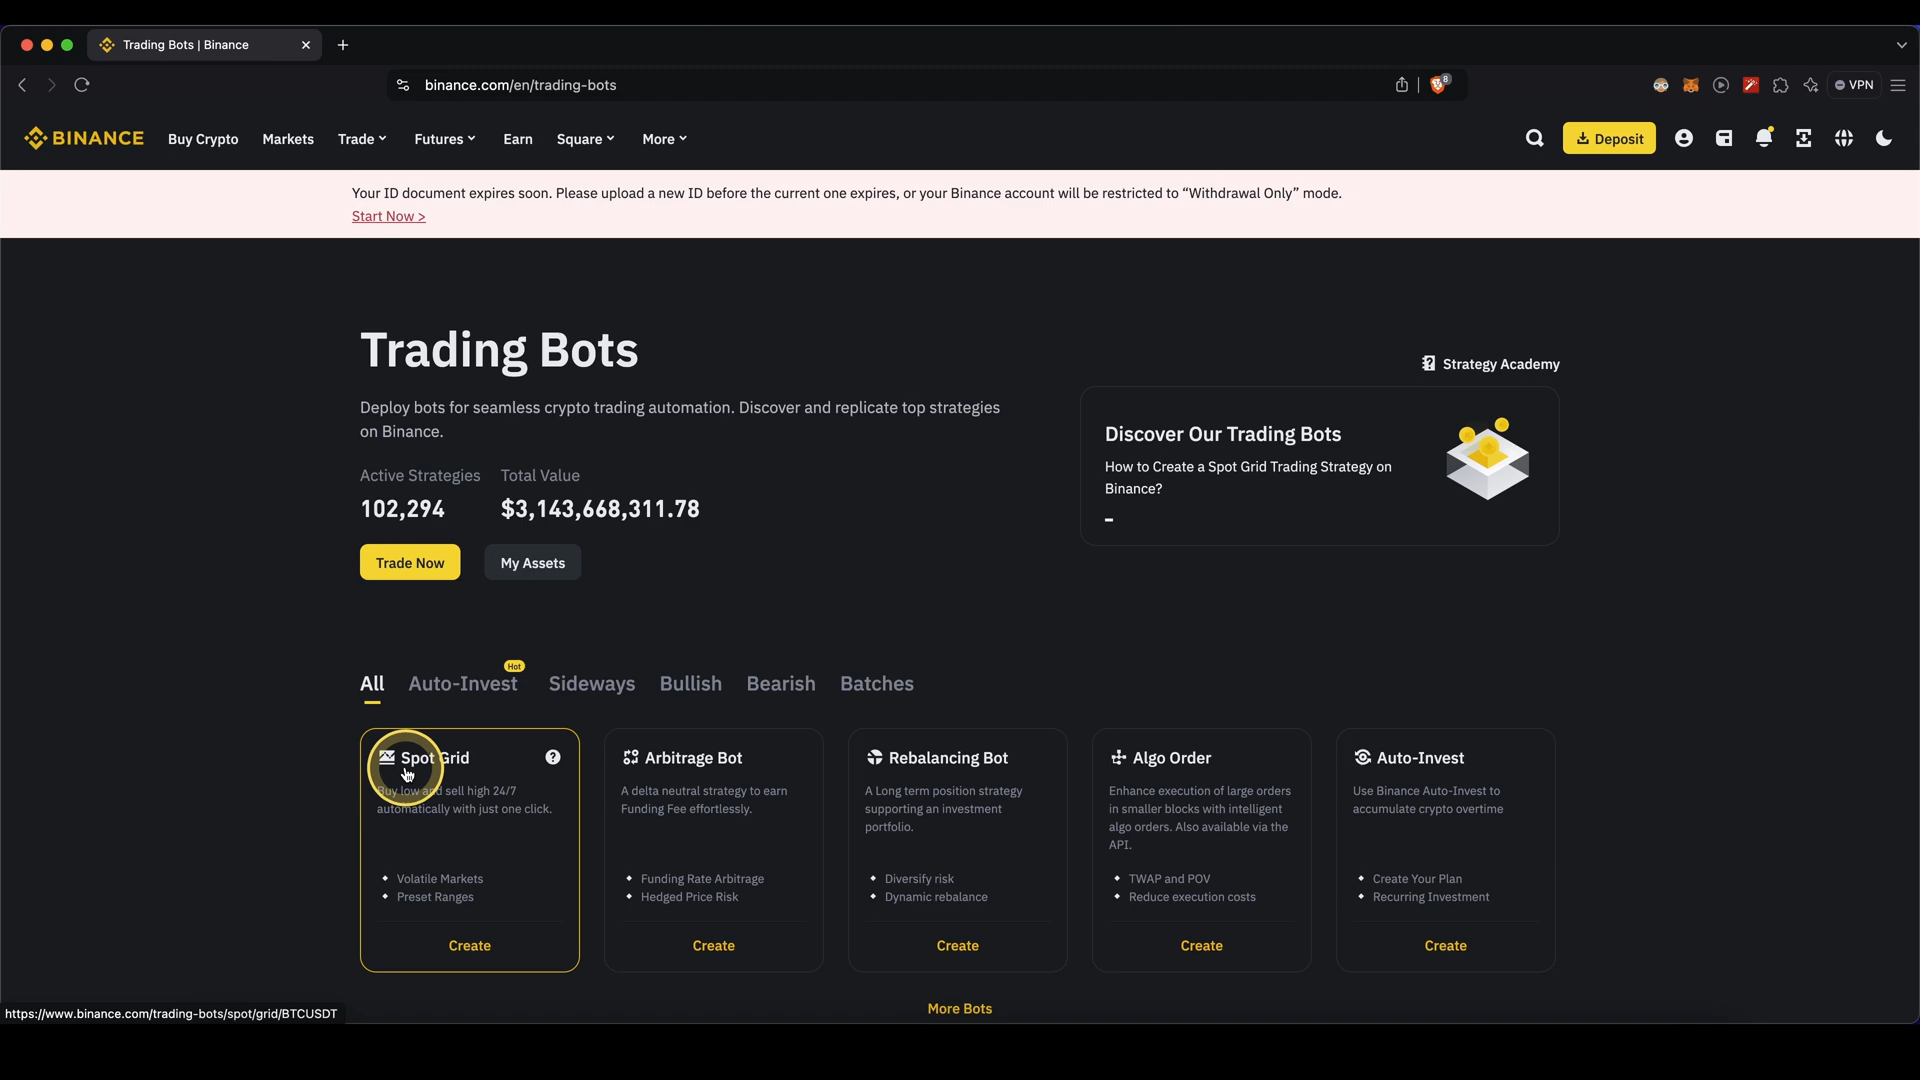 Trading Bots | Binance
binance.com/en/trading-bots
8
VPN
BINANCE
Buy Crypto
Markets
Trade
Futures
Earn
Square
More
Deposit
Your ID document expires soon. Please upload a new ID before the current one expires, or your Binance account will be restricted to “Withdrawal Only” mode.
Start Now >
Trading Bots
Strategy Academy
Deploy bots for seamless crypto trading automation. Discover and replicate top strategies
on Binance.
Discover Our Trading Bots
How to Create a Spot Grid Trading Strategy on
Binance?
Active Strategies
Total Value
102,294
$3,143,668,311.78
Trade Now
My Assets
All
Auto-Invest
Hot
Sideways
Bullish
Bearish
Batches
Spot Grid
Buy low and sell high 24/7
automatically with just one click.
Volatile Markets
Preset Ranges
Create
Arbitrage Bot
A delta neutral strategy to earn
Funding Fee effortlessly.
Funding Rate Arbitrage
Hedged Price Risk
Create
Rebalancing Bot
A Long term position strategy
supporting an investment
portfolio.
Diversify risk
Dynamic rebalance
Create
Algo Order
Enhance execution of large orders
in smaller blocks with intelligent
algo orders. Also available via the
API.
TWAP and POV
Reduce execution costs
Create
Auto-Invest
Use Binance Auto-Invest to
accumulate crypto overtime
Create Your Plan
Recurring Investment
Create
More Bots
https://www.binance.com/trading-bots/spot/grid/BTCUSDT